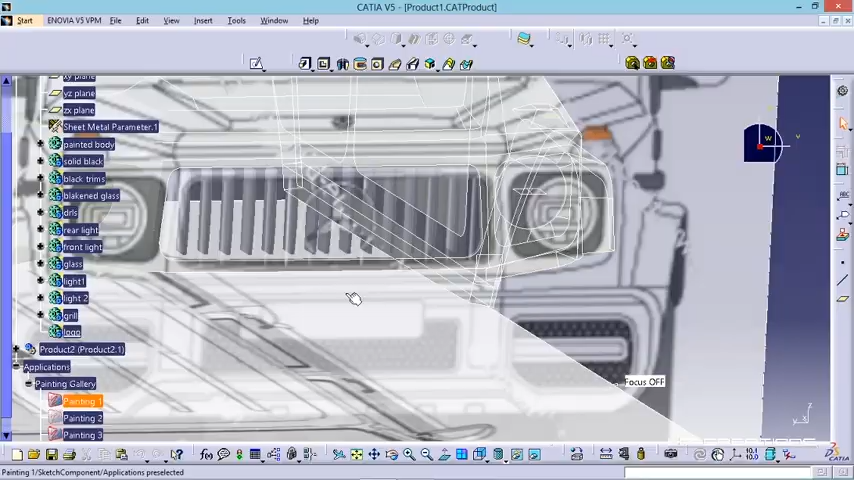 CATIA V5 - [Product1.CATProduct]
Start ENOVIA V5 VPM File Edit View Insert Tools Window Help
xy plane
yz plane
zx plane
Sheet Metal Parameter.1
painted body
solid black
black trims
blakened glass
drls
rear light
front light
glass
light1
light 2
grill
logo
Product2 (Product2.1)
Applications
Painting Gallery
Focus OFF
Painting 1
Painting 2
Painting 3
Painting 1/SketchComponent/Applications preselected